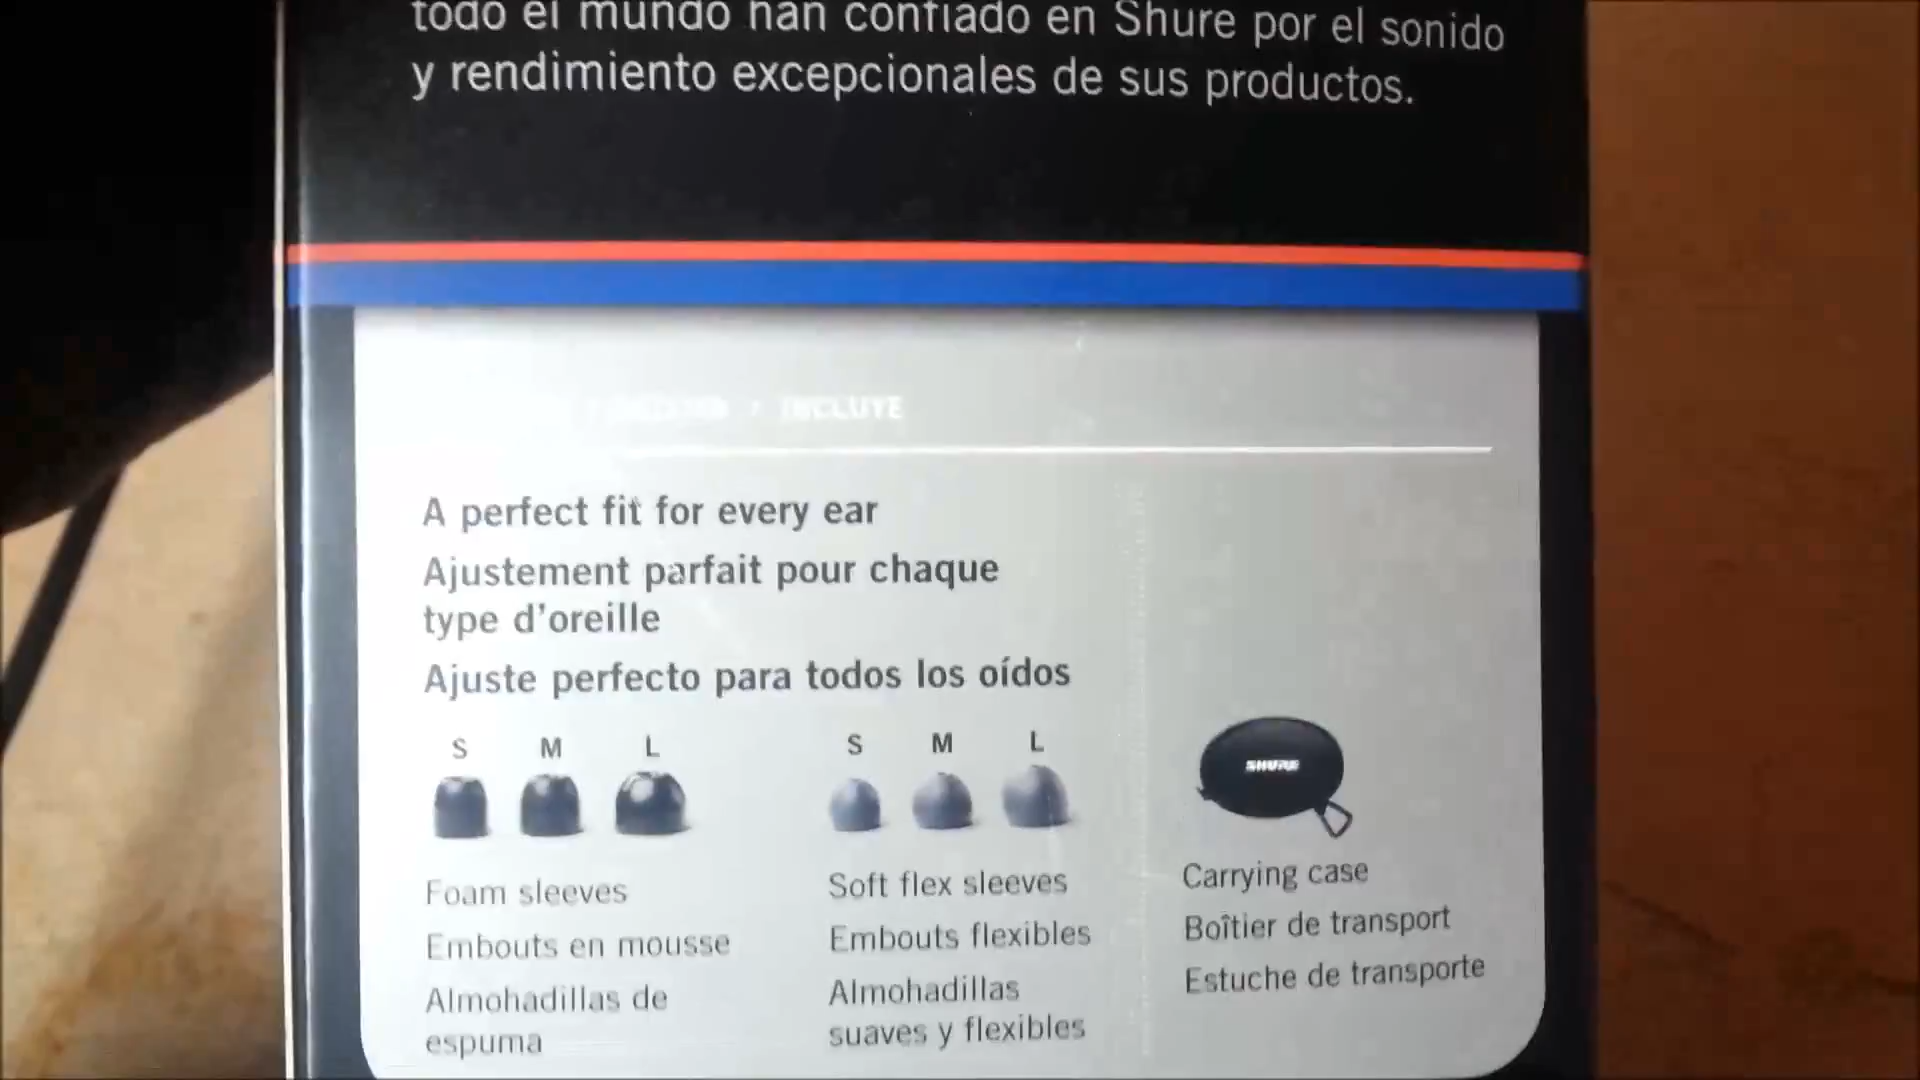 todo el mundo han confiado en Shure por el sonido
y rendimiento excepcionales de sus productos.
INCLUYE
A perfect fit for every ear
Ajustement parfait pour chaque
type d'oreille
Ajuste perfecto para todos los oídos
S M L
S M L
SHURE
Foam sleeves
Embouts en mousse
Almohadillas de
espuma
Soft flex sleeves
Embouts flexibles
Almohadillas
suaves y flexibles
Carrying case
Boîtier de transport
Estuche de transporte